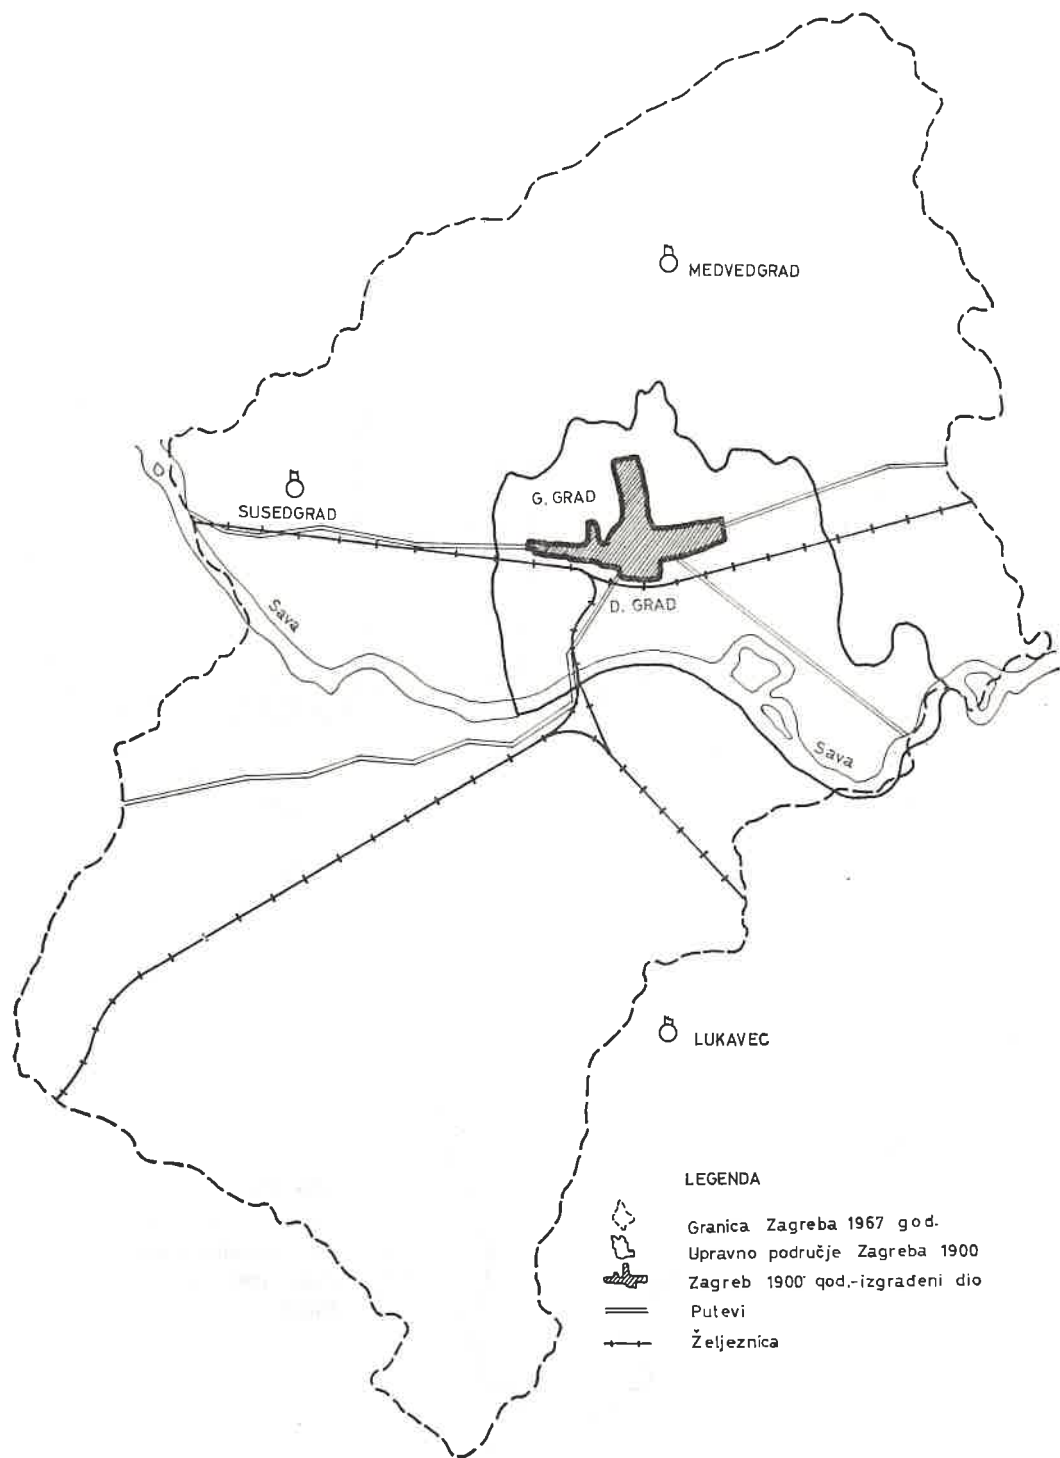 MEDVEDGRAD
SUSEDGRAD
G. GRAD
D. GRAD
Sava
Sava
LUKAVEC
LEGENDA
Granica Zagreba 1967 god.
Upravno područje Zagreba 1900
Zagreb 1900 god.-izgrađeni dio
Putevi
Željeznica